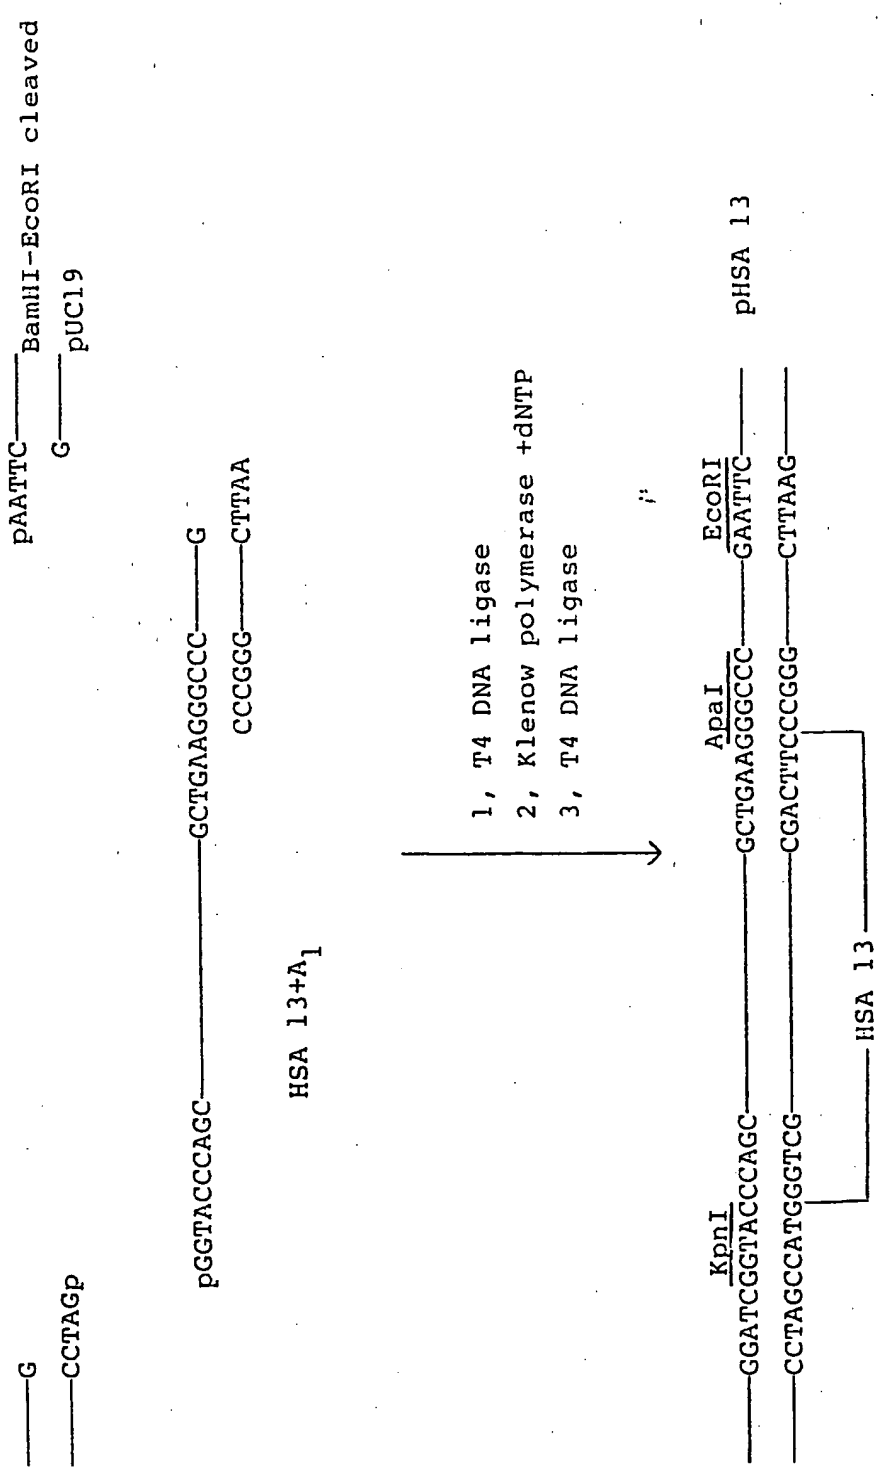 G pAATTC BamHI-EcoRI cleaved
CCTAGp G pUC19
pGGTACCCAGC GCTGAAGGGCCC G
CCCGGG CTTAA
HSA 13+A1
1, T4 DNA ligase
2, Klenow polymerase +dNTP
3, T4 DNA ligase
KpnI ApaI EcoRI
GGATCGGTACCCAGC GCTGAAGGGCCC GAATTC pHSA 13
CCTAGCCATGGGTCG CGACTTCCCGGG CTTAAG
HSA 13